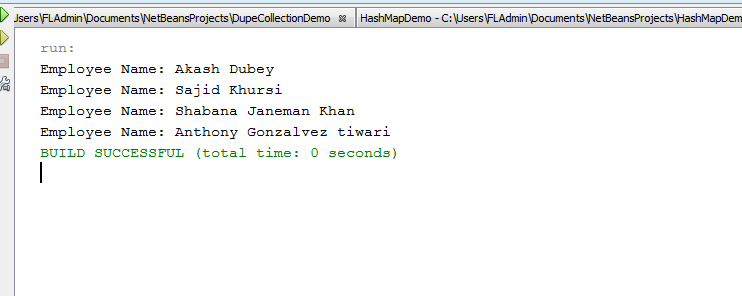 Jsers\FLAdmin\Documents\NetBeansProjects\DupeCollectionDemo HashMapDemo - C:\Users\FLAdmin\Documents\NetBeansProjects\HashMapDem
run:
Employee Name: Akash Dubey
Employee Name: Sajid Khursi
Employee Name: Shabana Janeman Khan
Employee Name: Anthony Gonzalvez tiwari
BUILD SUCCESSFUL (total time: 0 seconds)